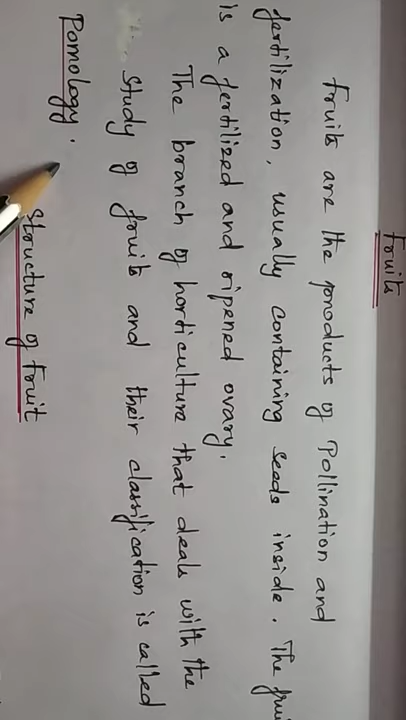 Fruits
Fruits are the products of Pollination and
fertilization, usually containing seeds inside. The
is a fertilized and ripened ovary.
The branch of horticulture that deals with the
study of fruits and their classification is called
Pomology.
Structure of Fruit